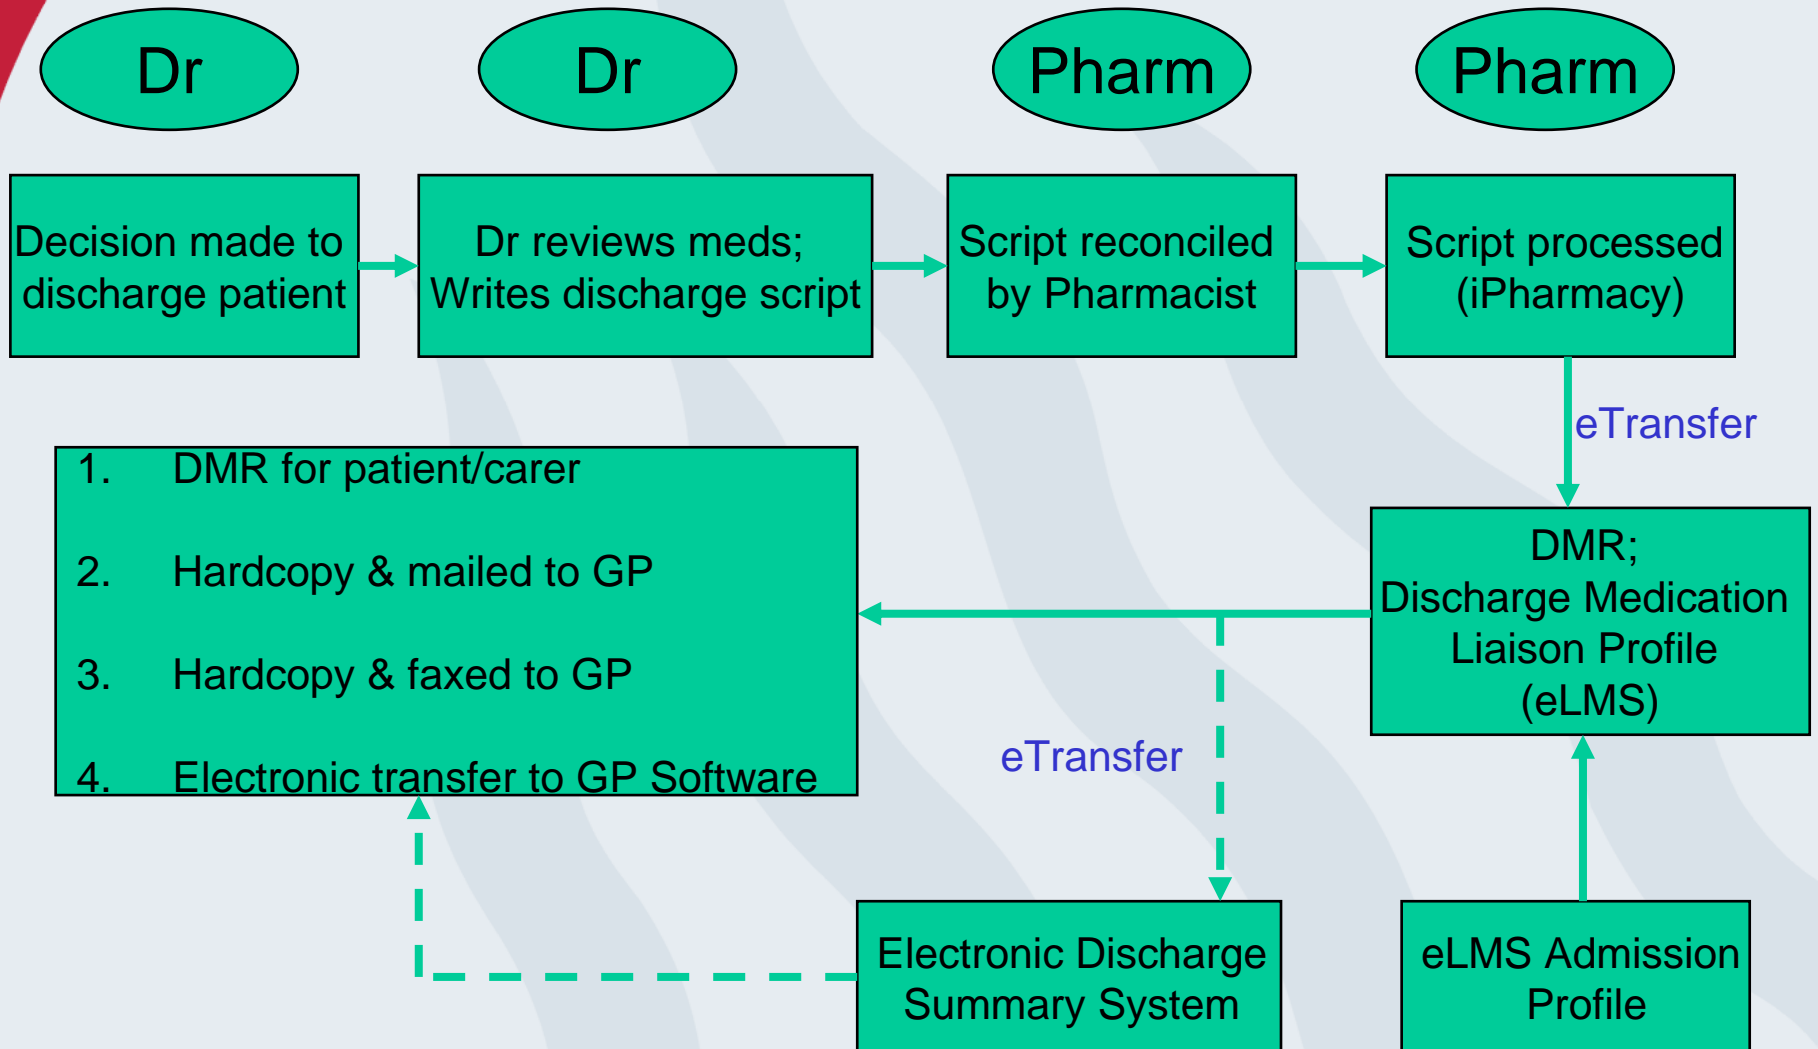 Dr
Dr
Pharm
Pharm
Decision made to
discharge patient
Dr reviews meds;
Writes discharge script
Script reconciled
by Pharmacist
Script processed
(iPharmacy)
eTransfer
1. DMR for patient/carer
2. Hardcopy & mailed to GP
3. Hardcopy & faxed to GP
4. Electronic transfer to GP Software
DMR;
Discharge Medication
Liaison Profile
(eLMS)
eTransfer
Electronic Discharge
Summary System
eLMS Admission
Profile